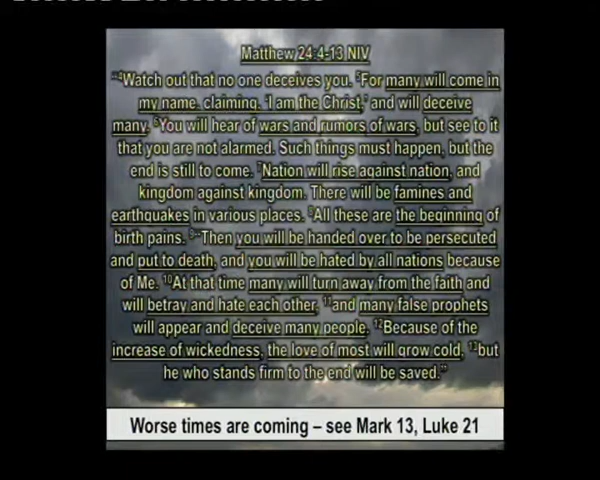 Matthew 24:4-13 NIV
"⁴Watch out that no one deceives you. ⁵For many will come in
my name, claiming, 'I am the Christ,' and will deceive
many. ⁶You will hear of wars and rumors of wars, but see to it
that you are not alarmed. Such things must happen, but the
end is still to come. ⁷Nation will rise against nation, and
kingdom against kingdom. There will be famines and
earthquakes in various places. ⁸All these are the beginning of
birth pains. ⁹"Then you will be handed over to be persecuted
and put to death, and you will be hated by all nations because
of Me. ¹⁰At that time many will turn away from the faith and
will betray and hate each other, ¹¹and many false prophets
will appear and deceive many people. ¹²Because of the
increase of wickedness, the love of most will grow cold, ¹³but
he who stands firm to the end will be saved."
Worse times are coming – see Mark 13, Luke 21